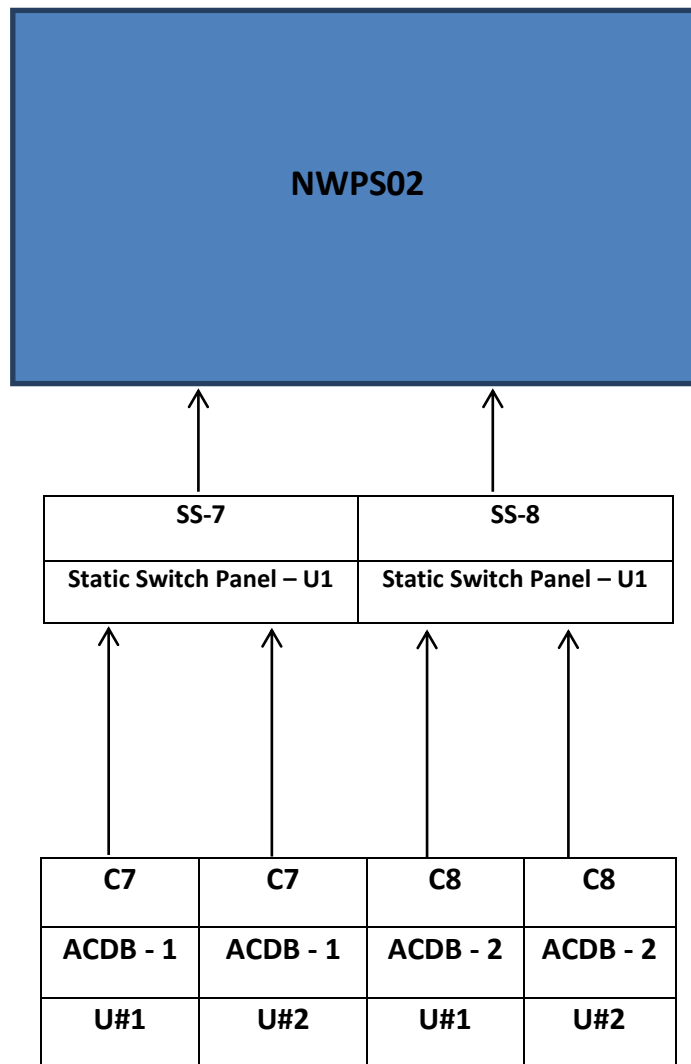 NWPS02
SS-7 SS-8
Static Switch Panel – U1 Static Switch Panel – U1
C7 C7 C8 C8
ACDB - 1 ACDB - 1 ACDB - 2 ACDB - 2
U#1 U#2 U#1 U#2